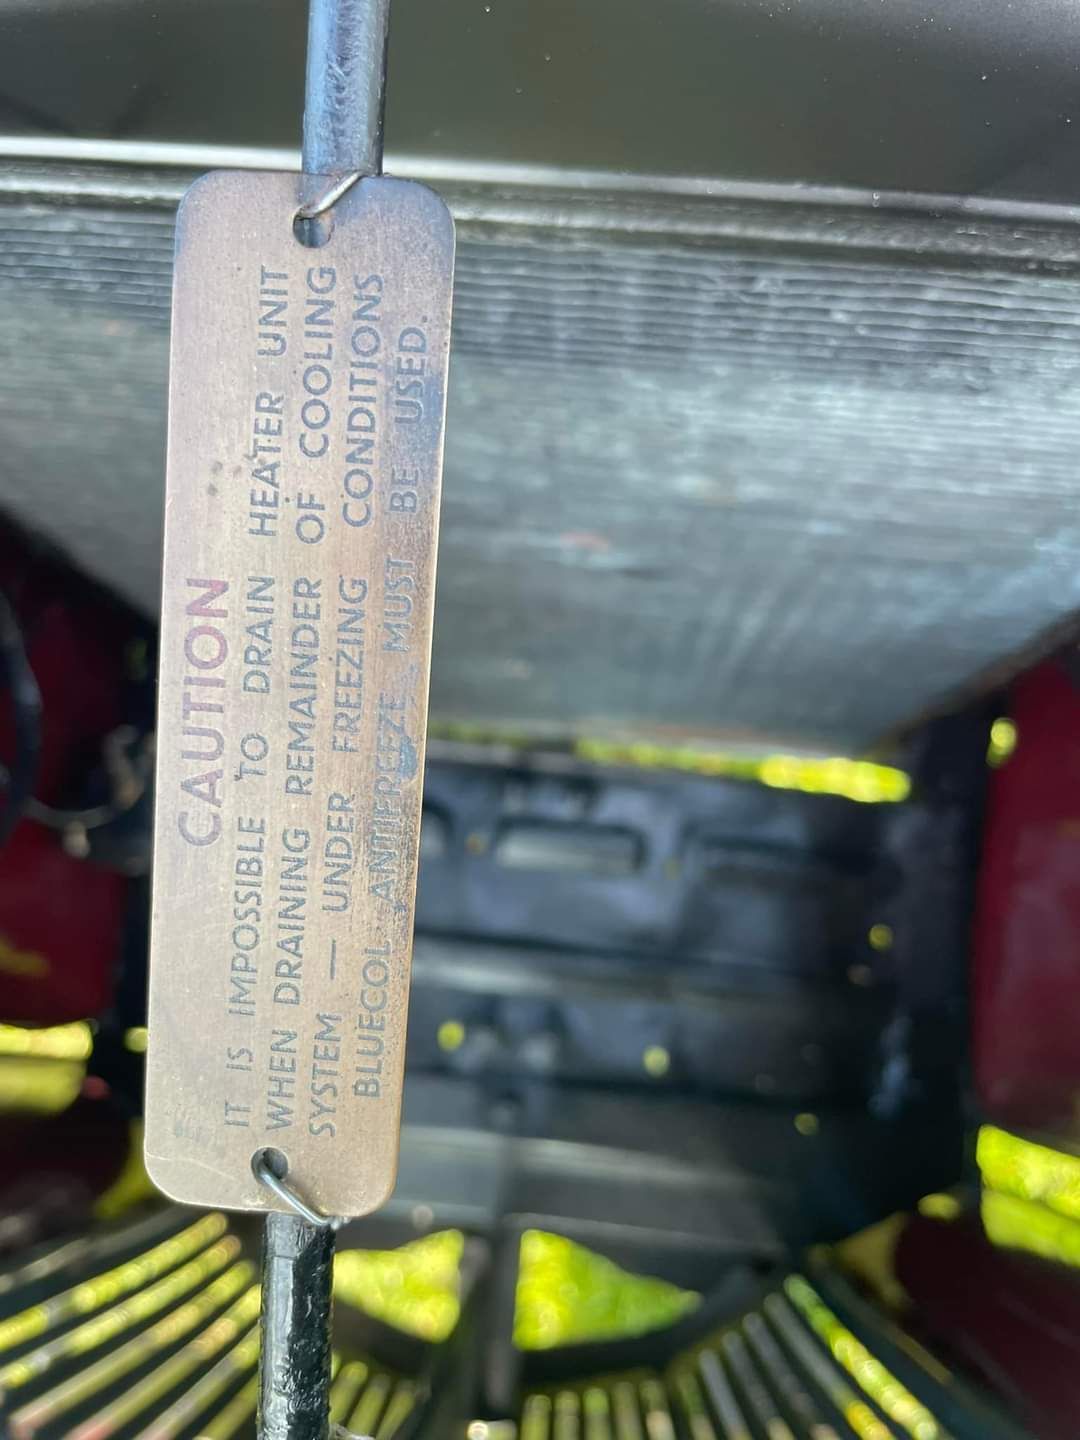 CAUTION
IT IS IMPOSSIBLE TO DRAIN HEATER UNIT
WHEN DRAINING REMAINDER OF COOLING
SYSTEM — UNDER FREEZING CONDITIONS
BLUECOL ANTIFREEZE MUST BE USED.